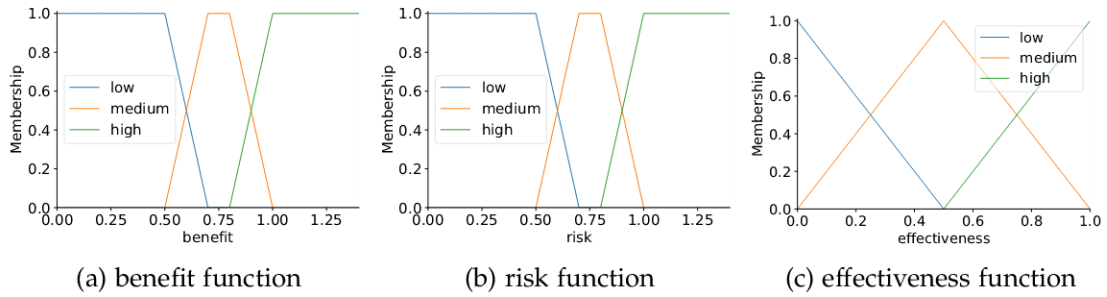 1.0
0.8
0.6
0.4
0.2
0.0
Membership
low
medium
high
0.00 0.25 0.50 0.75 1.00 1.25
benefit
(a) benefit function
1.0
0.8
0.6
0.4
0.2
0.0
Membership
low
medium
high
0.00 0.25 0.50 0.75 1.00 1.25
risk
(b) risk function
1.0
0.8
0.6
0.4
0.2
0.0
Membership
low
medium
high
0.0 0.2 0.4 0.6 0.8 1.0
effectiveness
(c) effectiveness function